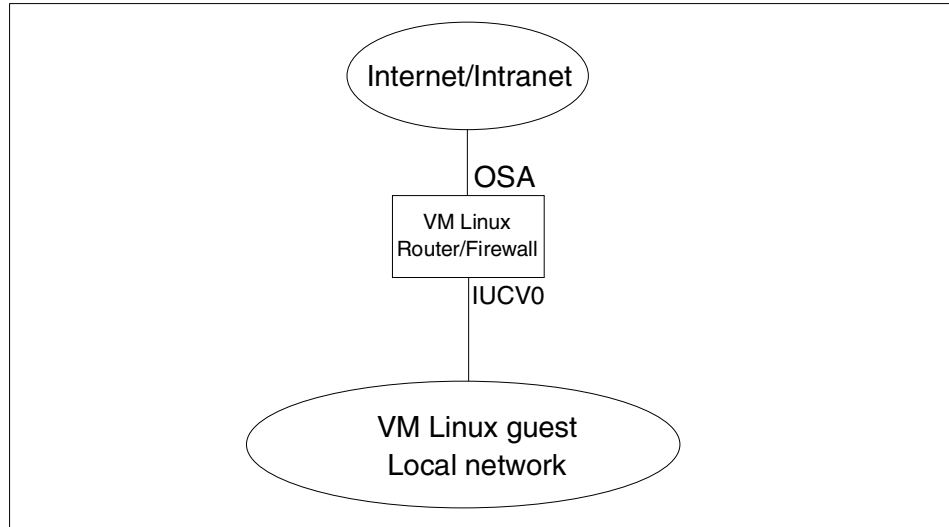 Internet/Intranet
OSA
VM Linux
Router/Firewall
IUCV0
VM Linux guest
Local network